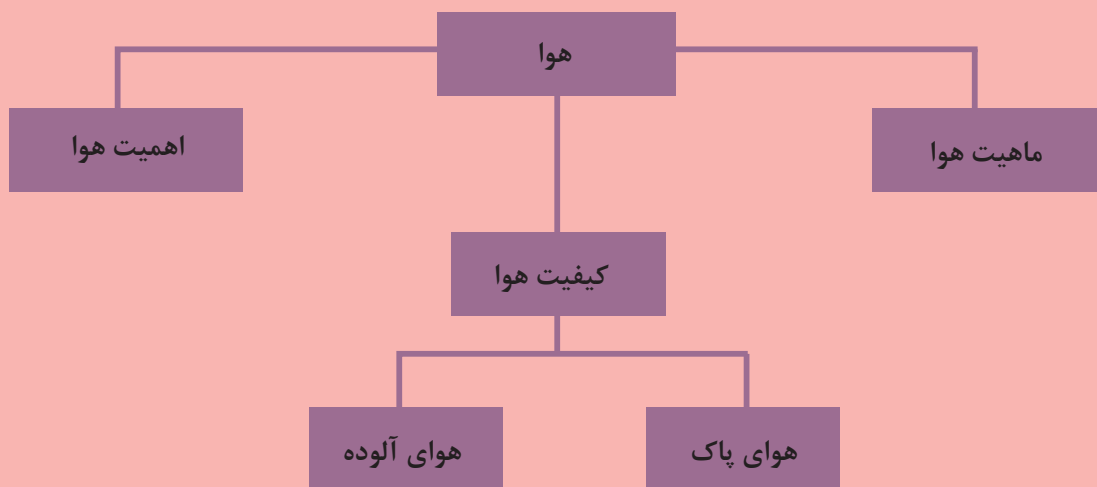 هوا
ماهیت هوا
اهمیت هوا
کیفیت هوا
هوای پاک
هوای آلوده